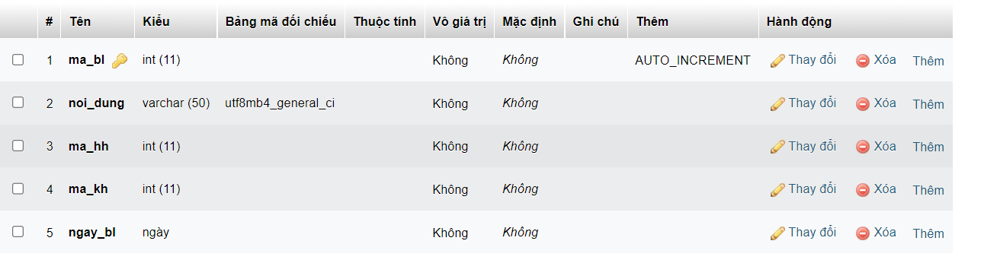 # Tên Kiểu Bảng mã đối chiếu Thuộc tính Vô giá trị Mặc định Ghi chú Thêm Hành động
1 ma_bl int (11) Không Không AUTO_INCREMENT Thay đổi Xóa Thêm
2 noi_dung varchar (50) utf8mb4_general_ci Không Không Thay đổi Xóa Thêm
3 ma_hh int (11) Không Không Thay đổi Xóa Thêm
4 ma_kh int (11) Không Không Thay đổi Xóa Thêm
5 ngay_bl ngày Không Không Thay đổi Xóa Thêm